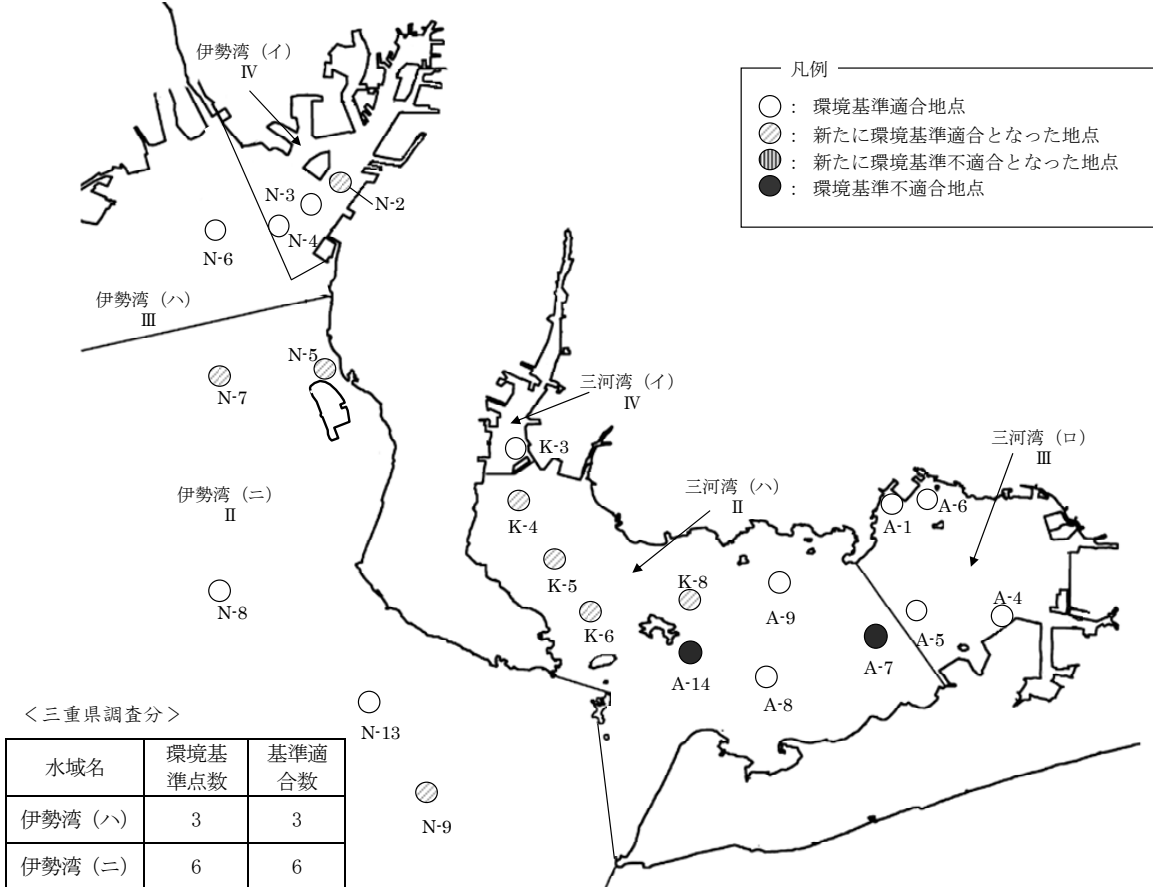 伊勢湾（イ）
Ⅳ
凡例
： 環境基準適合地点
： 新たに環境基準適合となった地点
： 新たに環境基準不適合となった地点
： 環境基準不適合地点
N-3
N-2
N-4
N-6
伊勢湾（ハ）
Ⅲ
N-5
N-7
三河湾（イ）
Ⅳ
K-3
三河湾（ロ）
Ⅲ
伊勢湾（ニ）
Ⅱ
三河湾（ハ）
Ⅱ
K-4
A-1
A-6
K-5
K-8
N-8
K-6
A-9
A-5
A-4
A-14
A-7
A-8
N-13
N-9
＜三重県調査分＞
水域名 環境基準点数 基準適合数
伊勢湾（ハ） 3 3
伊勢湾（ニ） 6 6